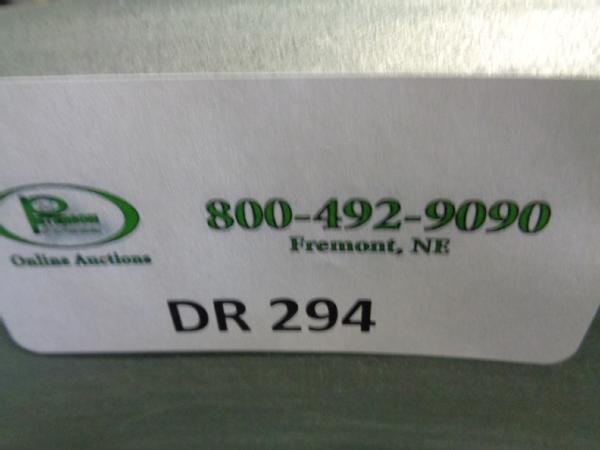 800-492-9090
Fremont, NE
Online Auctions
DR 294